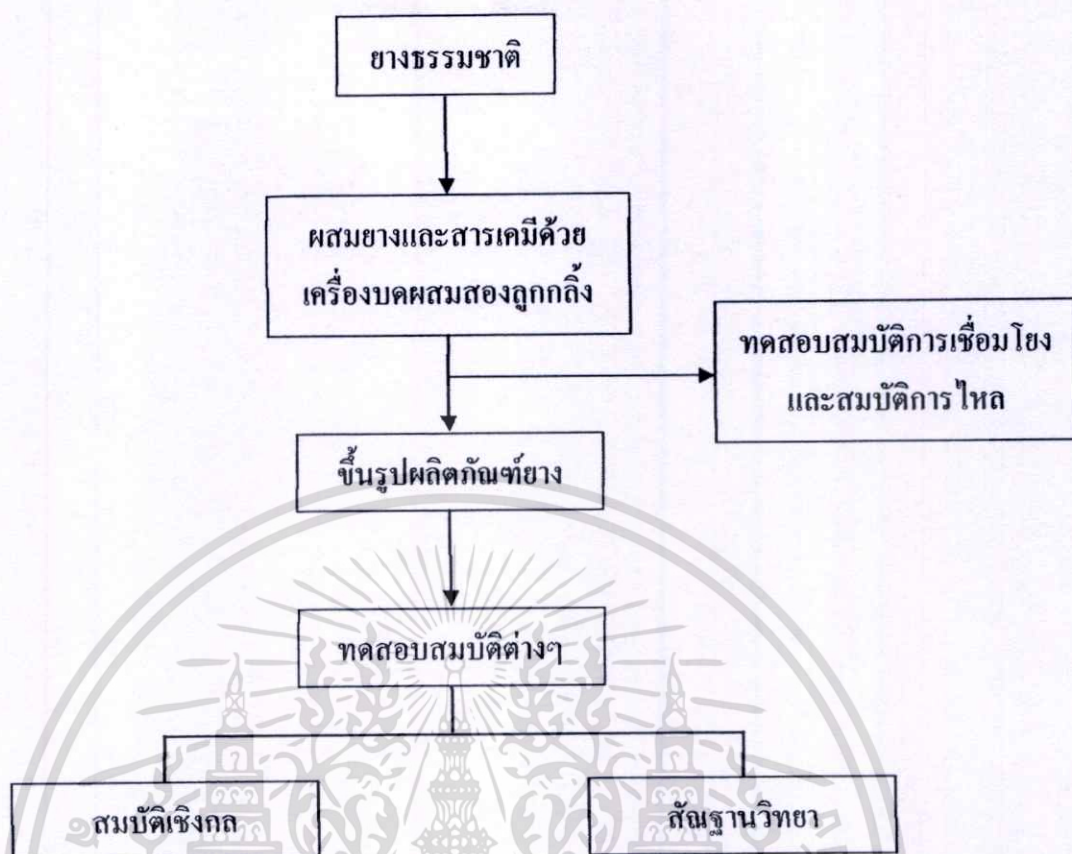 ยางธรรมชาติ
ผสมยางและสารเคมีด้วย
เครื่องบดผสมสองลูกกลิ้ง
ทดสอบสมบัติการเชื่อมโยง
และสมบัติการไหล
ขึ้นรูปผลิตภัณฑ์ยาง
ทดสอบสมบัติต่างๆ
สมบัติเชิงกล
สัณฐานวิทยา